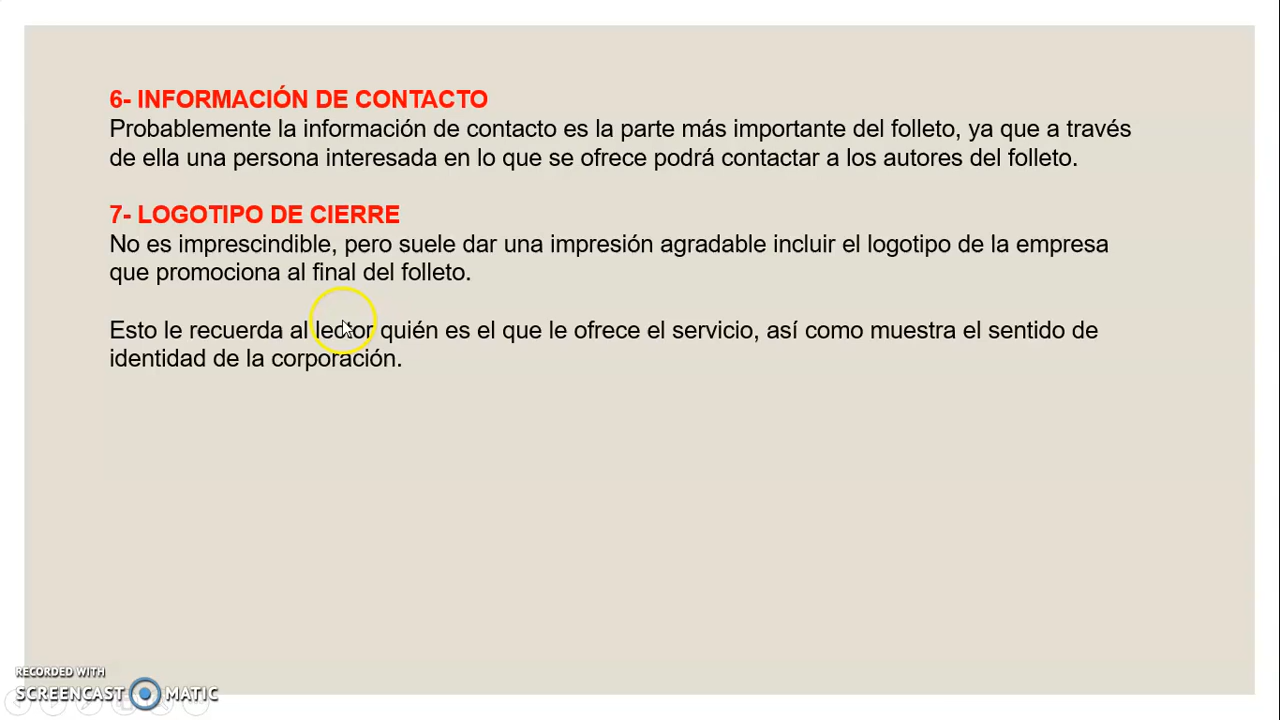 6- INFORMACIÓN DE CONTACTO
Probablemente la información de contacto es la parte más importante del folleto, ya que a través
de ella una persona interesada en lo que se ofrece podrá contactar a los autores del folleto.
7- LOGOTIPO DE CIERRE
No es imprescindible, pero suele dar una impresión agradable incluir el logotipo de la empresa
que promociona al final del folleto.
Esto le recuerda al lector quién es el que le ofrece el servicio, así como muestra el sentido de
identidad de la corporación.
RECORDED WITH
SCREENCAST MATIC